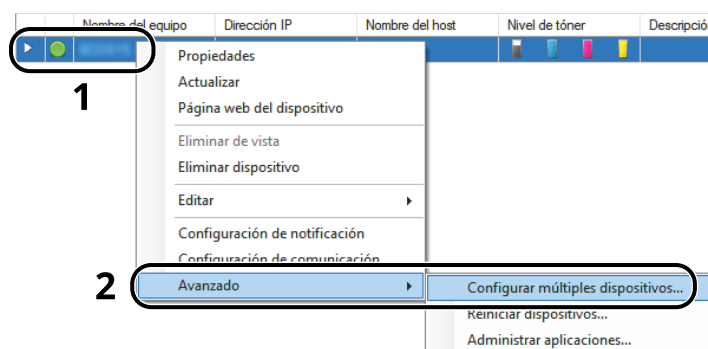 Nombre del equipo Dirección IP Nombre del host Nivel de tóner Descripció
1
Propiedades
Actualizar
Página web del dispositivo
Eliminar de vista
Eliminar dispositivo
Editar
Configuración de notificación
Configuración de comunicación
2 Avanzado Configurar múltiples dispositivos...
Reiniciar dispositivos...
Administrar aplicaciones...